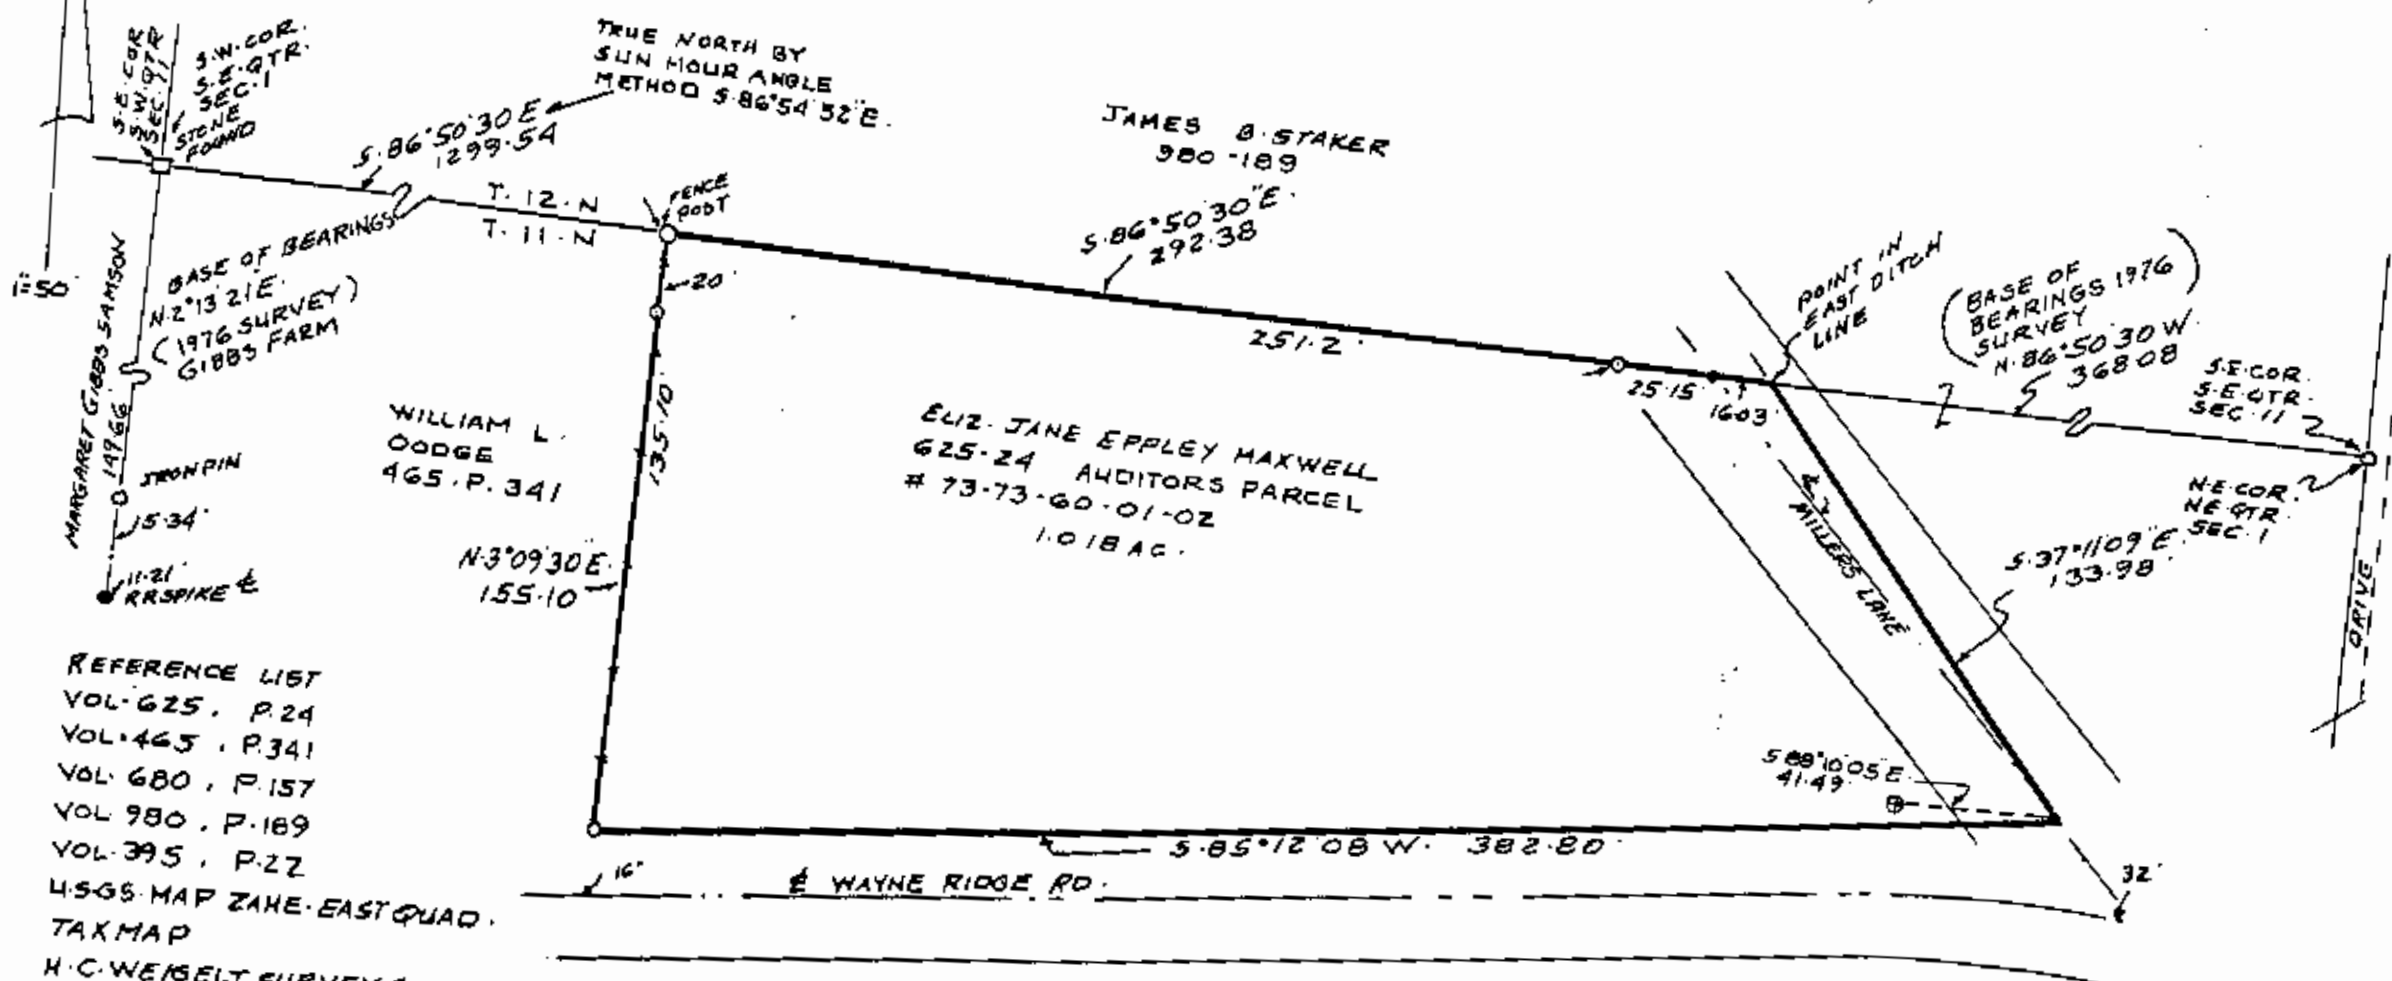 S.E. COR
S.W. QTR
SEC. 1
S.W. COR.
S.E. QTR.
SEC. 1
STONE
FOUND
TRUE NORTH BY
SUN HOUR ANGLE
METHOD S.86°54'52"E.
S.86°50'30 E
1299.54
T. 12. N
T. 11. N
FENCE
POST
JAMES B. STAKER
980-189
S.86°50'30"E.
292.38
1"=50'
BASE OF BEARINGS
N.2°13'21E.
(1976 SURVEY)
GIBBS FARM
MARGARET GIBBS SAMSON
149.66
IRON PIN
15.34'
11.21'
RRSPIKE ℄
20'
135.10
251.2'
25.15'
16.03'
POINT IN
EAST DITCH
LINE
(BASE OF
BEARINGS 1976)
SURVEY
N.86°50'30 W.
368.08
S.E. COR.
S.E. QTR.
SEC. 11
N.E. COR.
NE. QTR.
SEC. 1
DRIVE
WILLIAM L.
DODGE
465. P. 341
ELIZ. JANE EPPLEY MAXWELL
625-24 AUDITORS PARCEL
# 73-73-60-01-02
1.018 AC.
N.3°09'30"E.
155.10
℄ MILLERS LANE
S.37°11'09"E.
133.98'
S 88°10'05"E.
41.49'
S.85°12'08 W. 382.80'
16'
℄ WAYNE RIDGE RD.
32'
REFERENCE LIST
VOL. 625, P.24
VOL. 465, P.341
VOL. 680, P.157
VOL. 980, P.189
VOL. 395, P.22
U.S.G.S. MAP ZANE. EAST QUAD.
TAX MAP
H.C. WEISELT